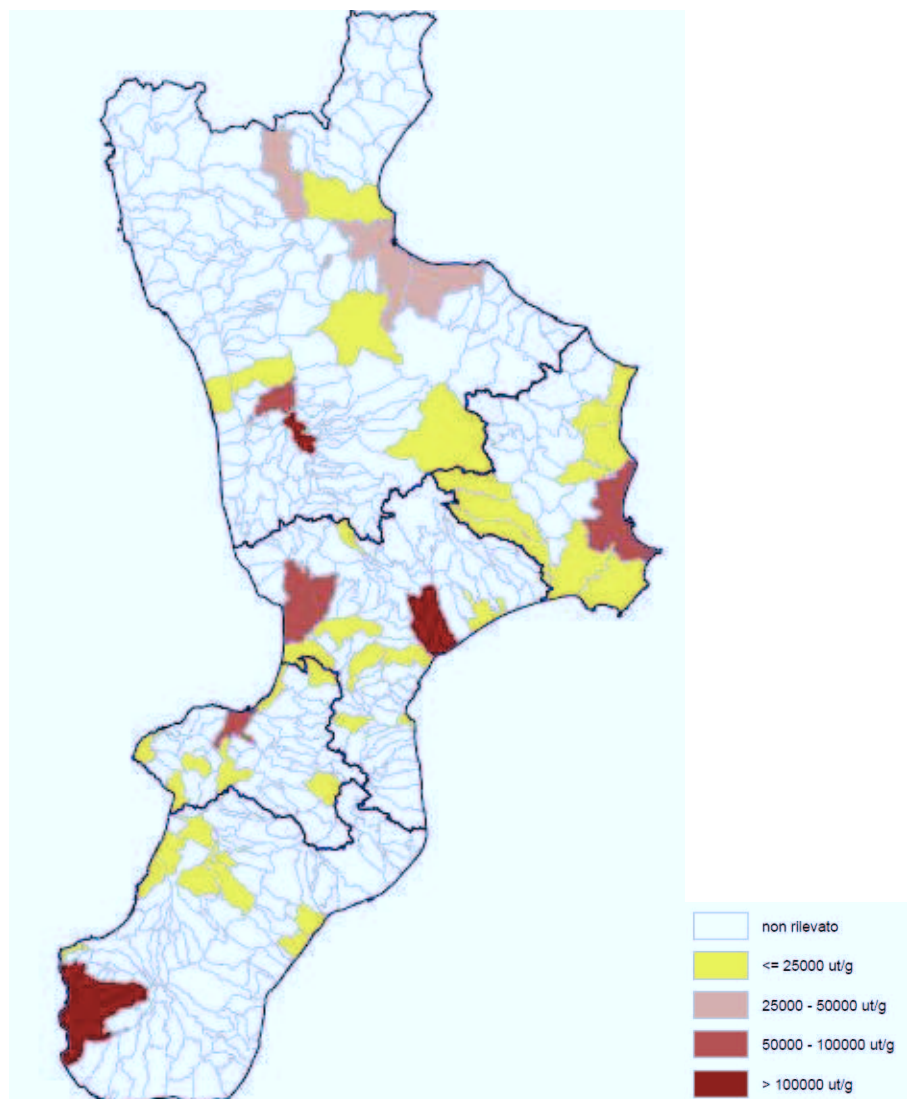 non rilevato
<= 25000 ut/g
25000 - 50000 ut/g
50000 - 100000 ut/g
> 100000 ut/g